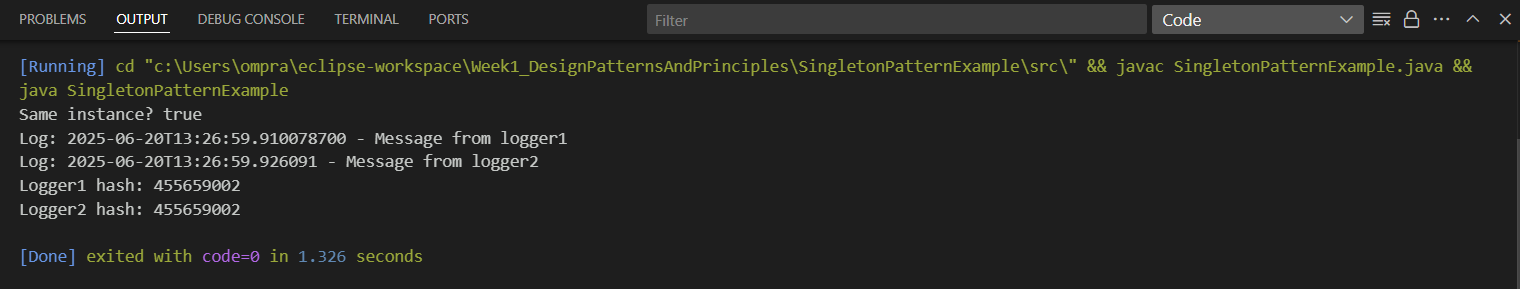 PROBLEMS OUTPUT DEBUG CONSOLE TERMINAL PORTS Filter Code
[Running] cd "c:\Users\ompra\eclipse-workspace\Week1_DesignPatternsAndPrinciples\SingletonPatternExample\src\" && javac SingletonPatternExample.java &&
java SingletonPatternExample
Same instance? true
Log: 2025-06-20T13:26:59.910078700 - Message from logger1
Log: 2025-06-20T13:26:59.926091 - Message from logger2
Logger1 hash: 455659002
Logger2 hash: 455659002
[Done] exited with code=0 in 1.326 seconds